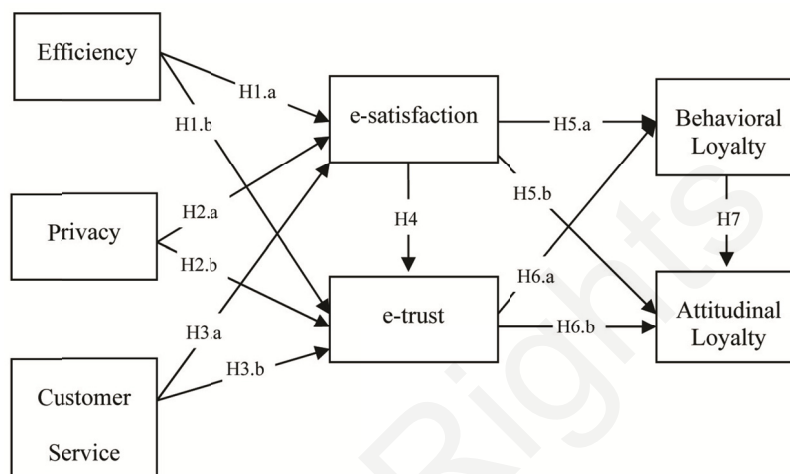 Efficiency
H1.a
H1.b
e-satisfaction
H5.a
Behavioral
Loyalty
H5.b
H2.a
Privacy
H2.b
H4
H7
H6.a
e-trust
H6.b
Attitudinal
Loyalty
H3.a
H3.b
Customer
Service
Rights